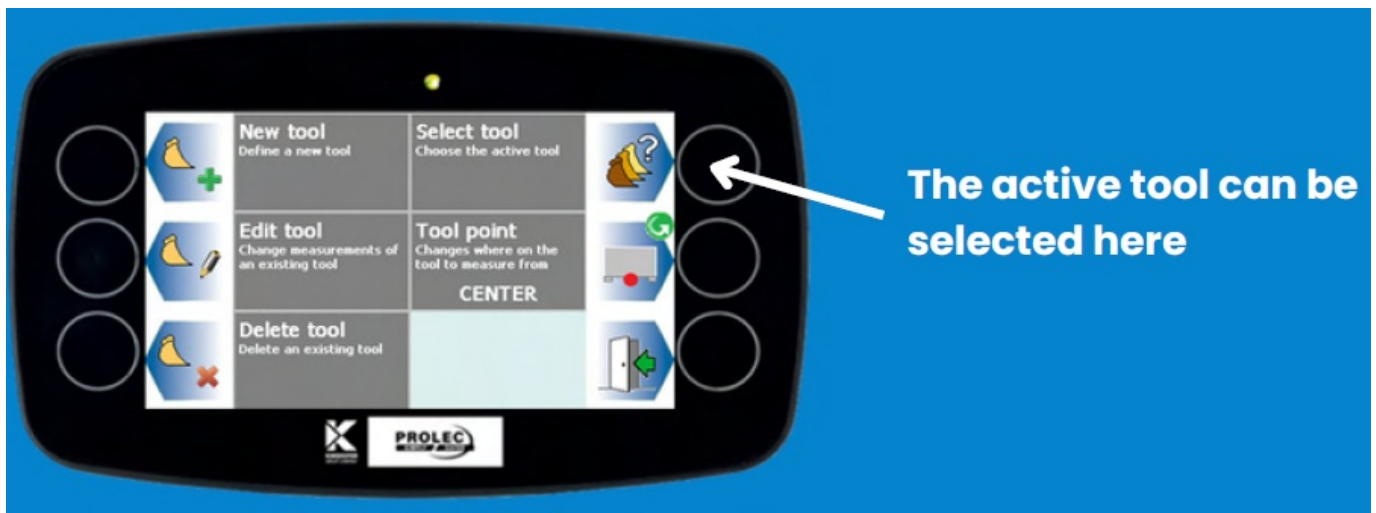 New tool
Define a new tool
Select tool
Choose the active tool
?
Edit tool
Change measurements of
an existing tool
Tool point
Changes where on the
tool to measure from
CENTER
Delete tool
Delete an existing tool
The active tool can be
selected here
K
PROLEC